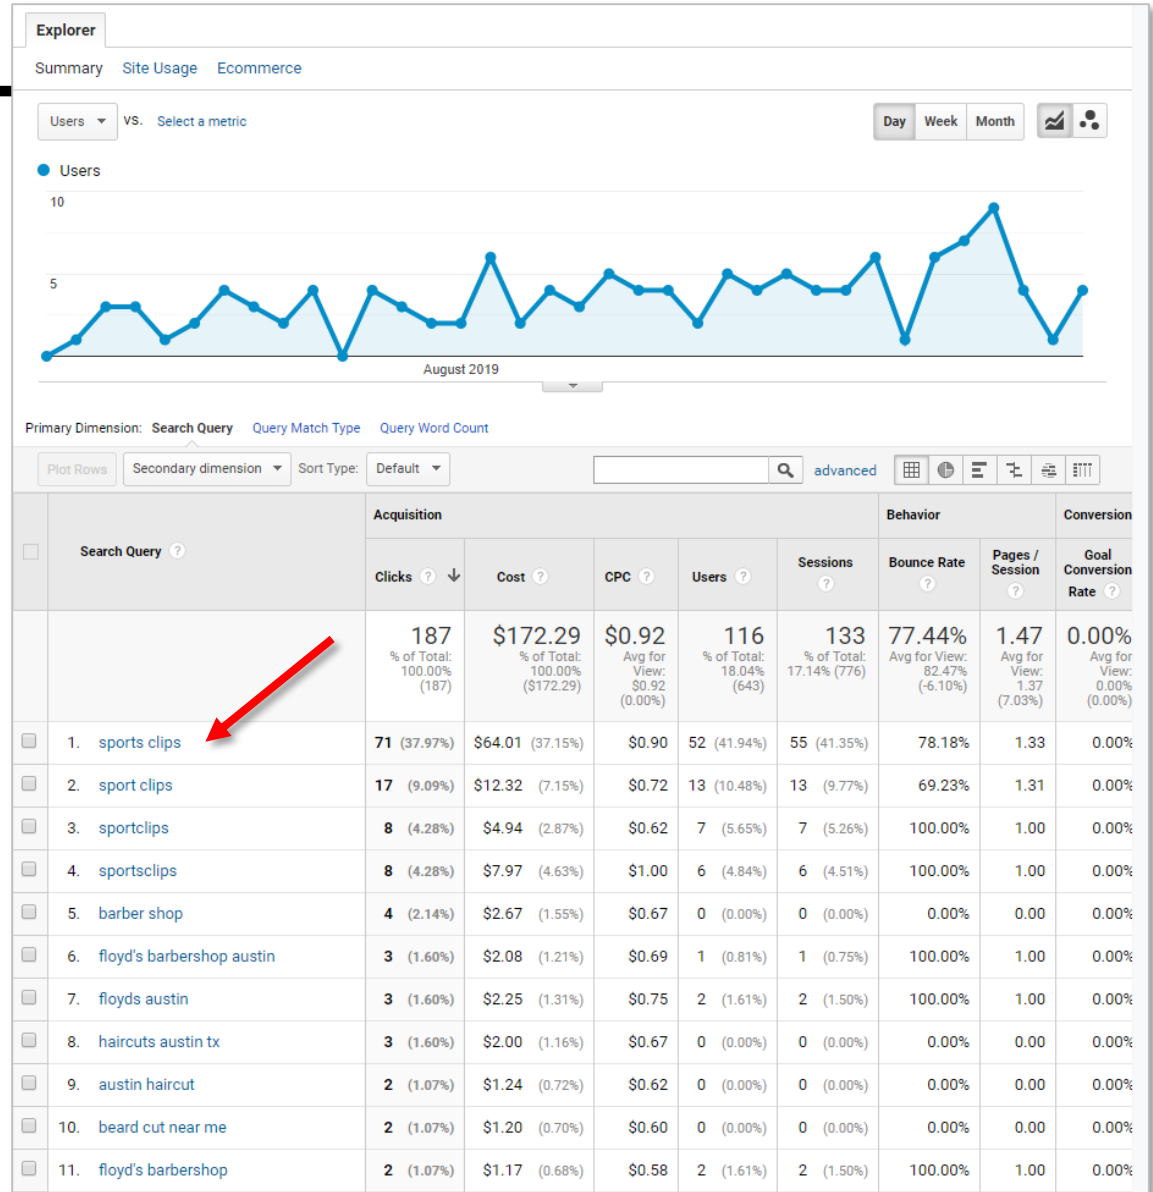 Explorer
Summary Site Usage Ecommerce
Users VS. Select a metric Day Week Month
Users
10
5
August 2019
Primary Dimension: Search Query Query Match Type Query Word Count
Plot Rows Secondary dimension Sort Type: Default advanced
Acquisition Behavior Conversion
Search Query ? Clicks ? Cost ? CPC ? Users ? Sessions ? Bounce Rate ? Pages / Session ? Goal Conversion Rate ?
187 $172.29 $0.92 116 133 77.44% 1.47 0.00%
% of Total: 100.00% (187) % of Total: 100.00% ($172.29) Avg for View: $0.92 (0.00%) % of Total: 18.04% (643) % of Total: 17.14% (776) Avg for View: 82.47% (-6.10%) Avg for View: 1.37 (7.03%) Avg for View: 0.00% (0.00%)
1. sports clips 71 (37.97%) $64.01 (37.15%) $0.90 52 (41.94%) 55 (41.35%) 78.18% 1.33 0.00%
2. sport clips 17 (9.09%) $12.32 (7.15%) $0.72 13 (10.48%) 13 (9.77%) 69.23% 1.31 0.00%
3. sportclips 8 (4.28%) $4.94 (2.87%) $0.62 7 (5.65%) 7 (5.26%) 100.00% 1.00 0.00%
4. sportsclips 8 (4.28%) $7.97 (4.63%) $1.00 6 (4.84%) 6 (4.51%) 100.00% 1.00 0.00%
5. barber shop 4 (2.14%) $2.67 (1.55%) $0.67 0 (0.00%) 0 (0.00%) 0.00% 0.00 0.00%
6. floyd's barbershop austin 3 (1.60%) $2.08 (1.21%) $0.69 1 (0.81%) 1 (0.75%) 100.00% 1.00 0.00%
7. floyds austin 3 (1.60%) $2.25 (1.31%) $0.75 2 (1.61%) 2 (1.50%) 100.00% 1.00 0.00%
8. haircuts austin tx 3 (1.60%) $2.00 (1.16%) $0.67 0 (0.00%) 0 (0.00%) 0.00% 0.00 0.00%
9. austin haircut 2 (1.07%) $1.24 (0.72%) $0.62 0 (0.00%) 0 (0.00%) 0.00% 0.00 0.00%
10. beard cut near me 2 (1.07%) $1.20 (0.70%) $0.60 0 (0.00%) 0 (0.00%) 0.00% 0.00 0.00%
11. floyd's barbershop 2 (1.07%) $1.17 (0.68%) $0.58 2 (1.61%) 2 (1.50%) 100.00% 1.00 0.00%